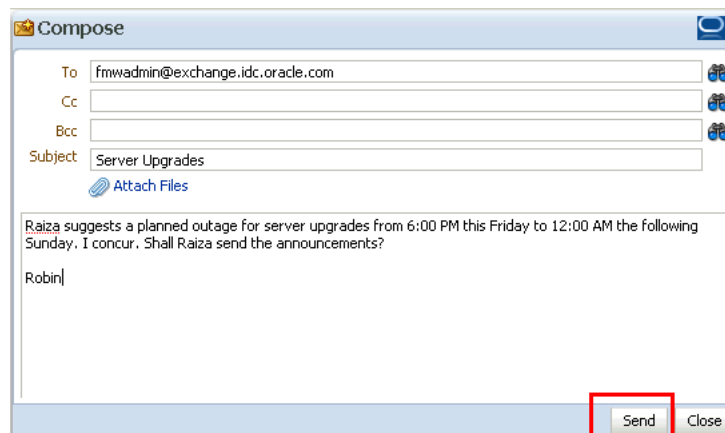 Compose
To fmwadmin@exchange.idc.oracle.com
Cc
Bcc
Subject Server Upgrades
Attach Files
Raiza suggests a planned outage for server upgrades from 6:00 PM this Friday to 12:00 AM the following
Sunday. I concur. Shall Raiza send the announcements?
Robin
Send Close